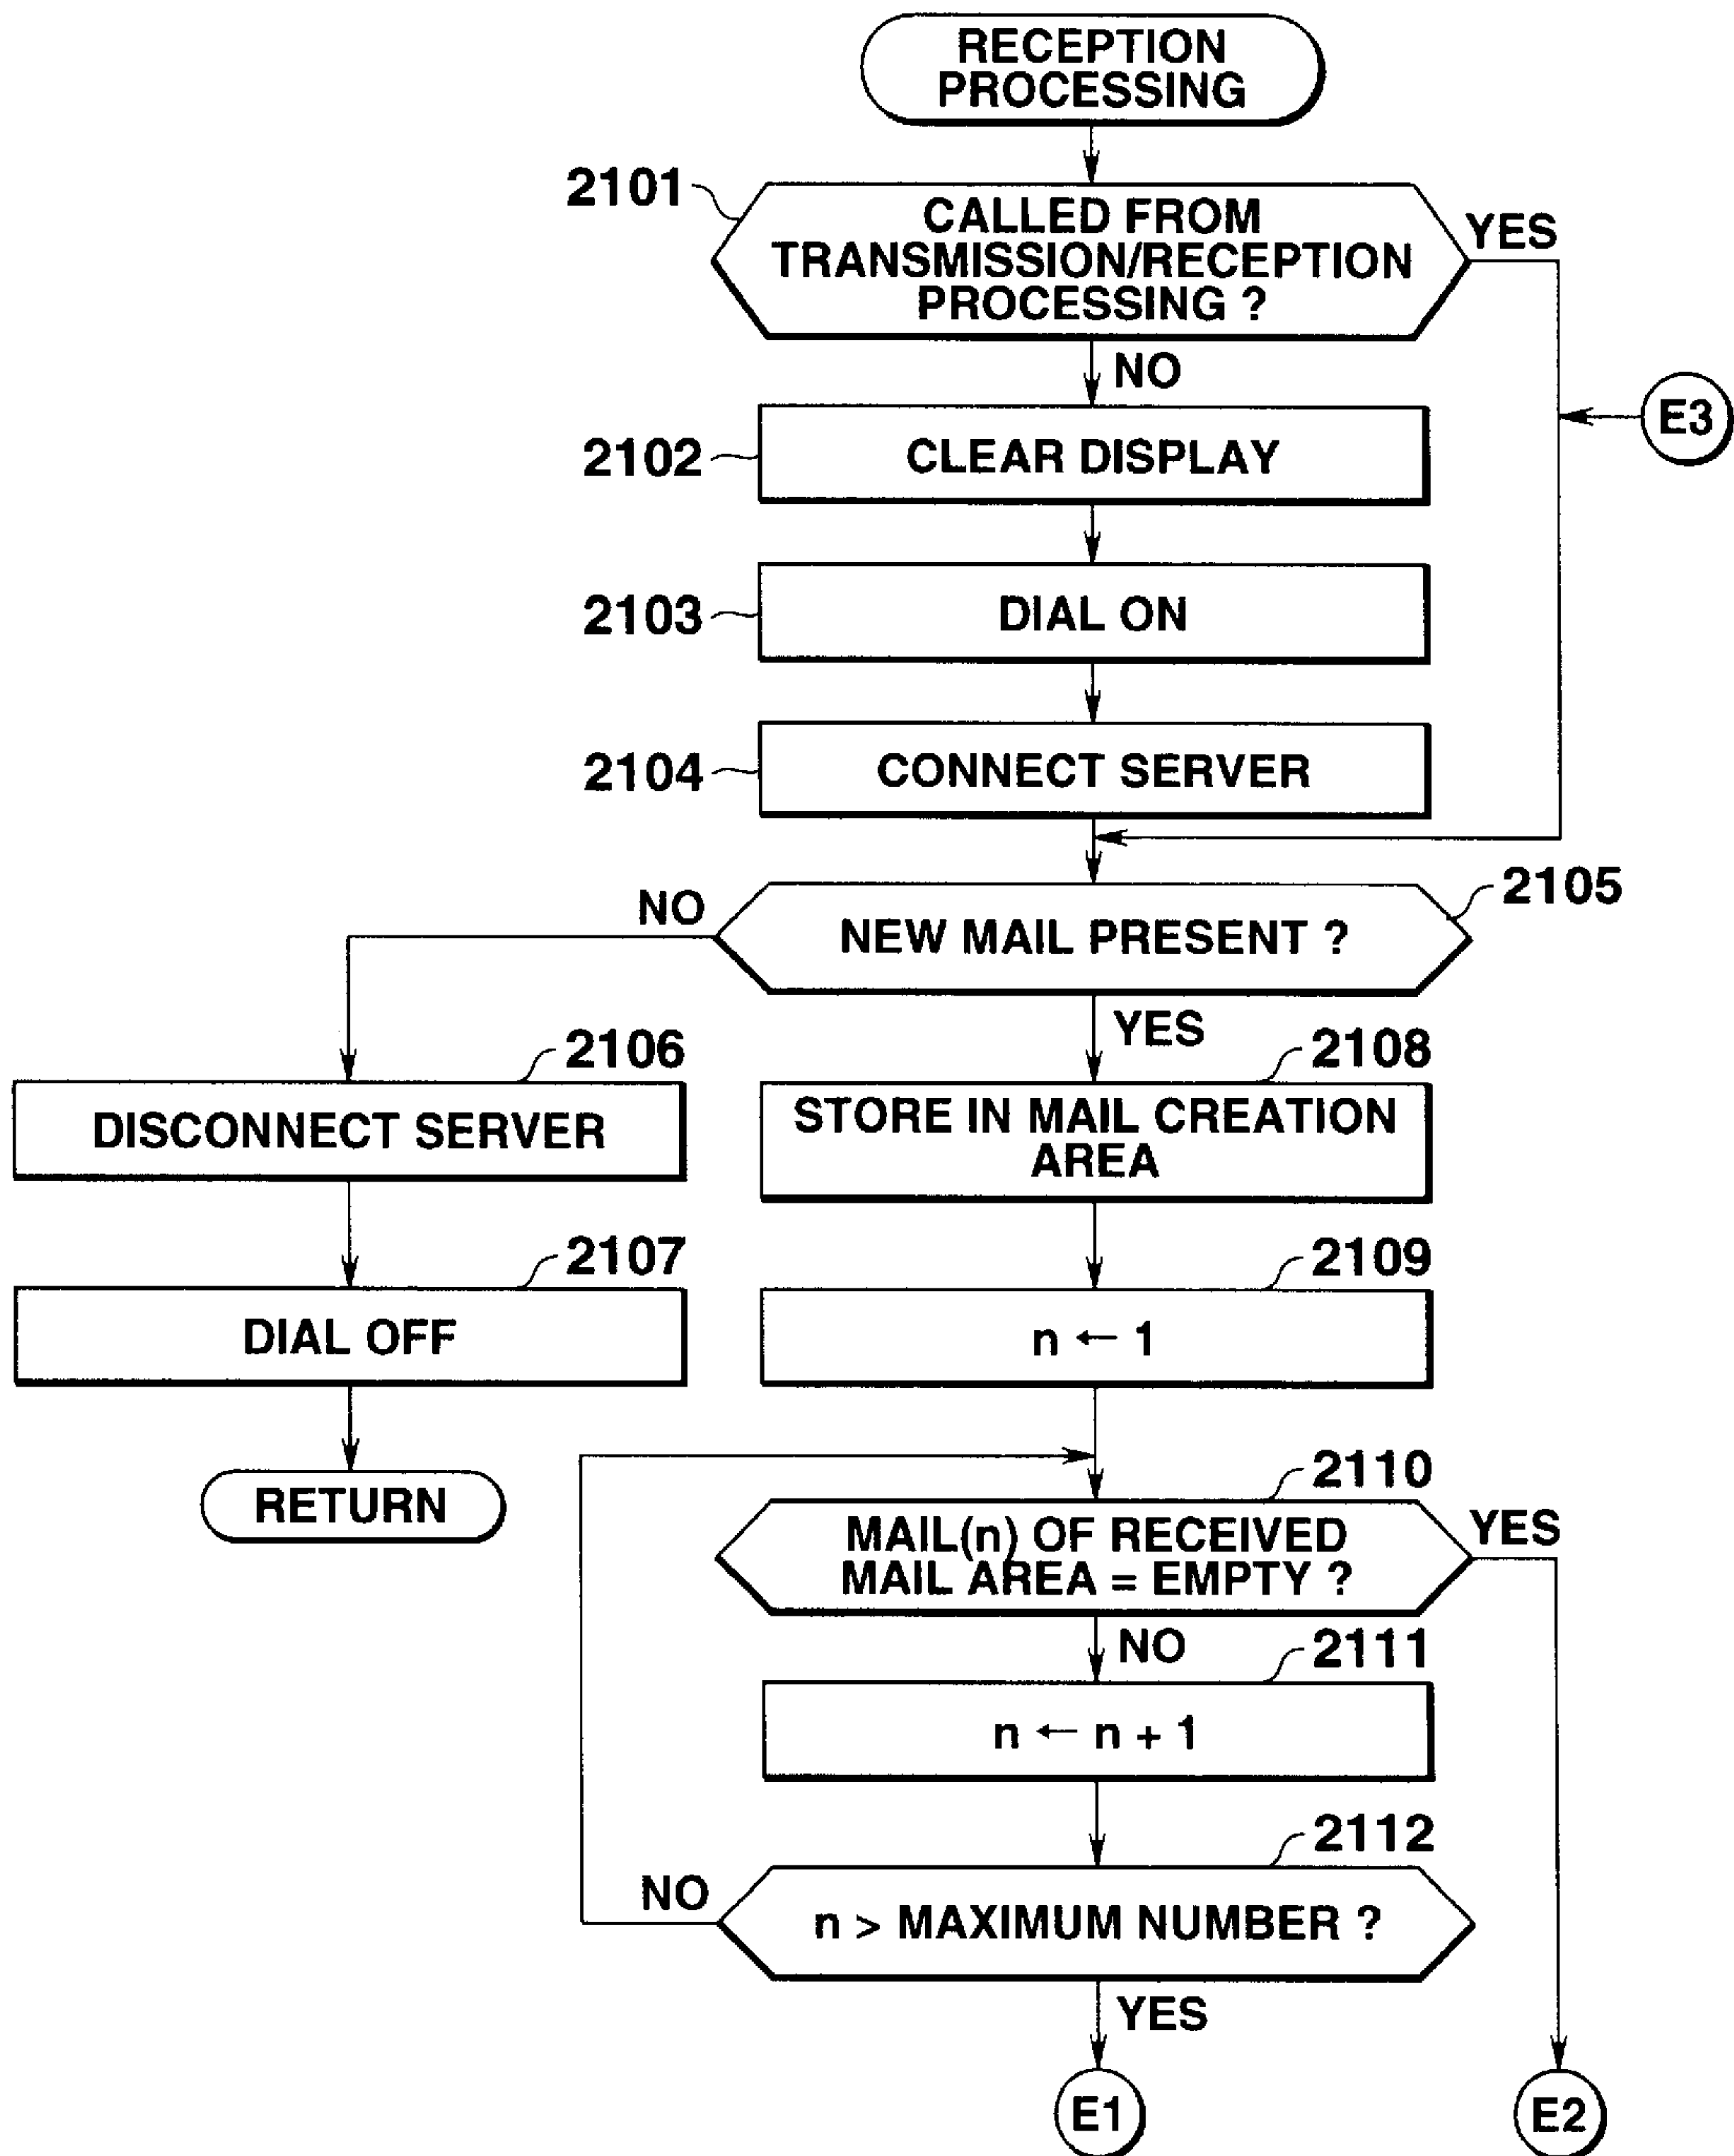 RECEPTION
PROCESSING
2101
CALLED FROM
TRANSMISSION/RECEPTION
PROCESSING ?
YES
NO
E3
2102
CLEAR DISPLAY
2103
DIAL ON
2104
CONNECT SERVER
2105
NO
NEW MAIL PRESENT ?
YES
2106
DISCONNECT SERVER
2108
STORE IN MAIL CREATION
AREA
2107
DIAL OFF
2109
n ← 1
RETURN
2110
MAIL(n) OF RECEIVED
MAIL AREA = EMPTY ?
YES
NO
2111
n ← n + 1
2112
NO
n > MAXIMUM NUMBER ?
YES
E1
E2